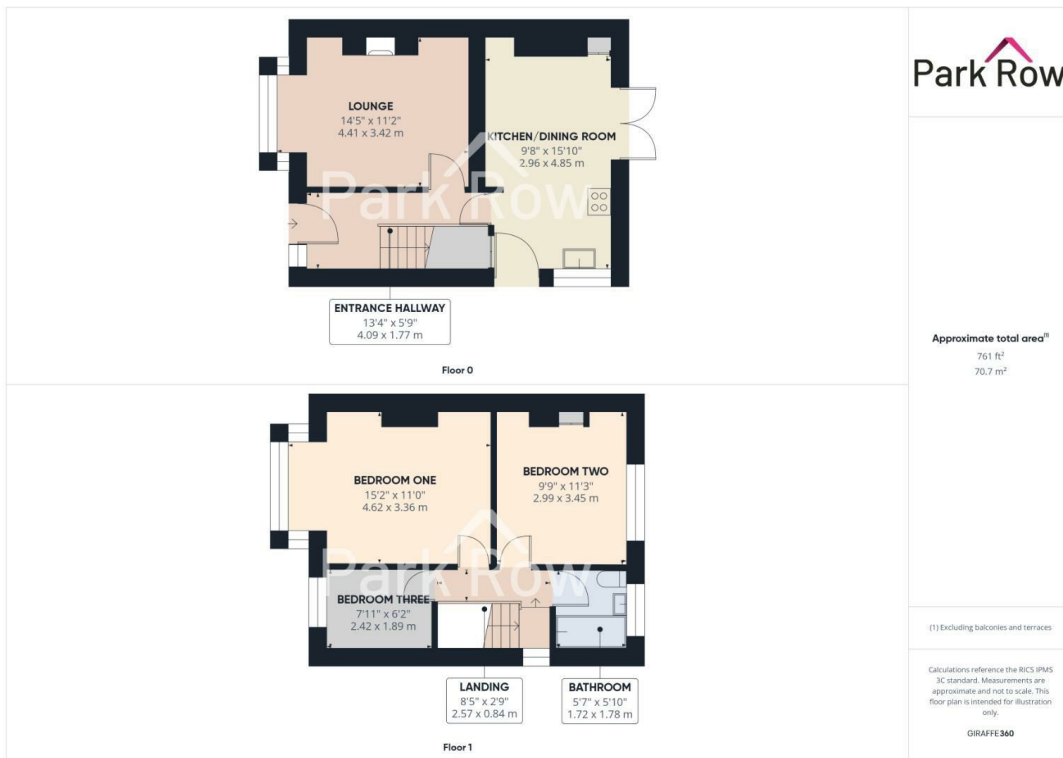 LOUNGE
14'5" x 11'2"
4.41 x 3.42 m
KITCHEN/DINING ROOM
9'8" x 15'10"
2.96 x 4.85 m
Park Row
ENTRANCE HALLWAY
13'4" x 5'9"
4.09 x 1.77 m
Floor 0
BEDROOM ONE
15'2" x 11'0"
4.62 x 3.36 m
BEDROOM TWO
9'9" x 11'3"
2.99 x 3.45 m
Park Row
BEDROOM THREE
7'11" x 6'2"
2.42 x 1.89 m
LANDING
8'5" x 2'9"
2.57 x 0.84 m
BATHROOM
5'7" x 5'10"
1.72 x 1.78 m
Floor 1
Park Row
Approximate total area(1)
761 ft²
70.7 m²
(1) Excluding balconies and terraces
Calculations reference the RICS IPMS
3C standard. Measurements are
approximate and not to scale. This
floor plan is intended for illustration
only.
GIRAFFE360